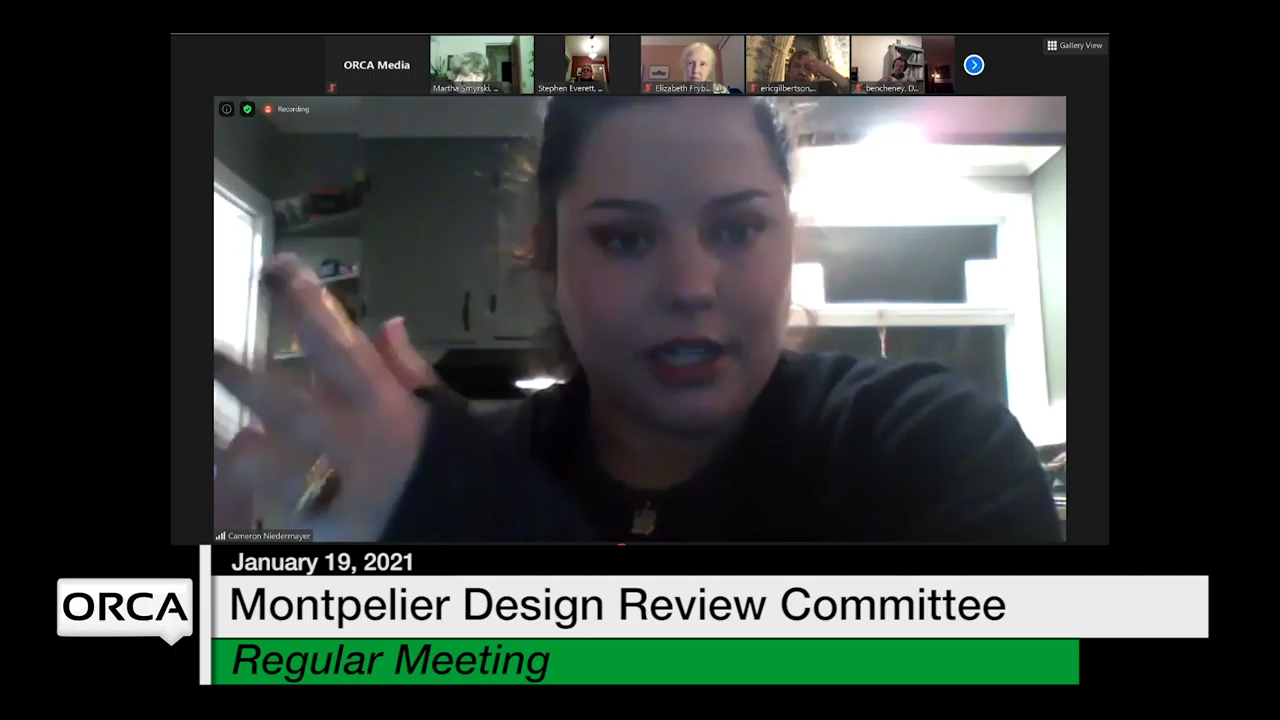 ORCA Media
Martha Smyrski, ...
Stephen Everett, ...
Elizabeth Fryb...
ericgilbertson,...
bencheney, D...
Gallery View
Recording
Cameron Niedermayer
January 19, 2021
ORCA
Montpelier Design Review Committee
Regular Meeting